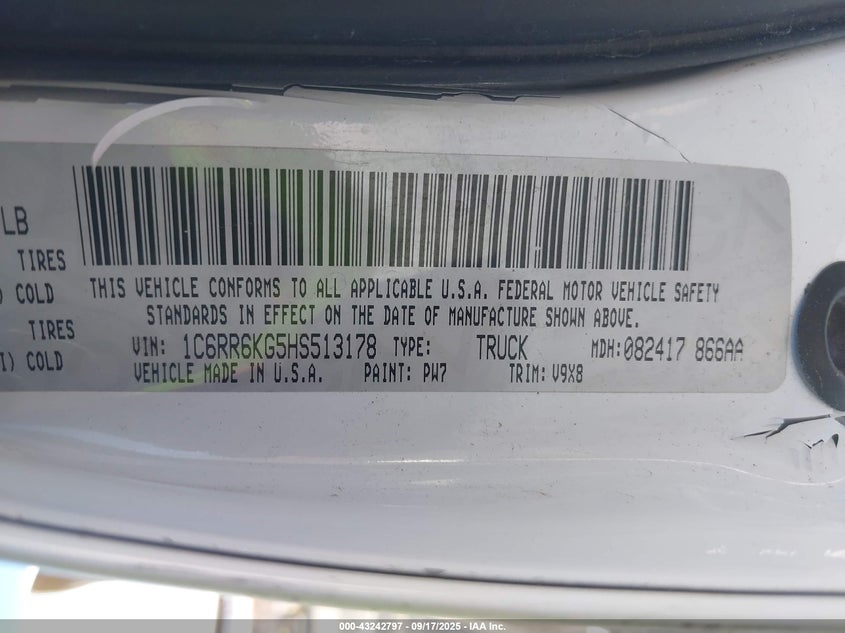 LB
TIRES
COLD
TIRES
COLD
THIS VEHICLE CONFORMS TO ALL APPLICABLE U.S.A. FEDERAL MOTOR VEHICLE SAFETY
STANDARDS IN EFFECT ON THE DATE OF MANUFACTURE SHOWN ABOVE.
VIN: 1C6RR6KG5HS513178 TYPE: TRUCK MDH:082417 866AA
VEHICLE MADE IN U.S.A. PAINT: PW7 TRIM: V9X8
000-43242797 - 09/17/2025 - IAA Inc.